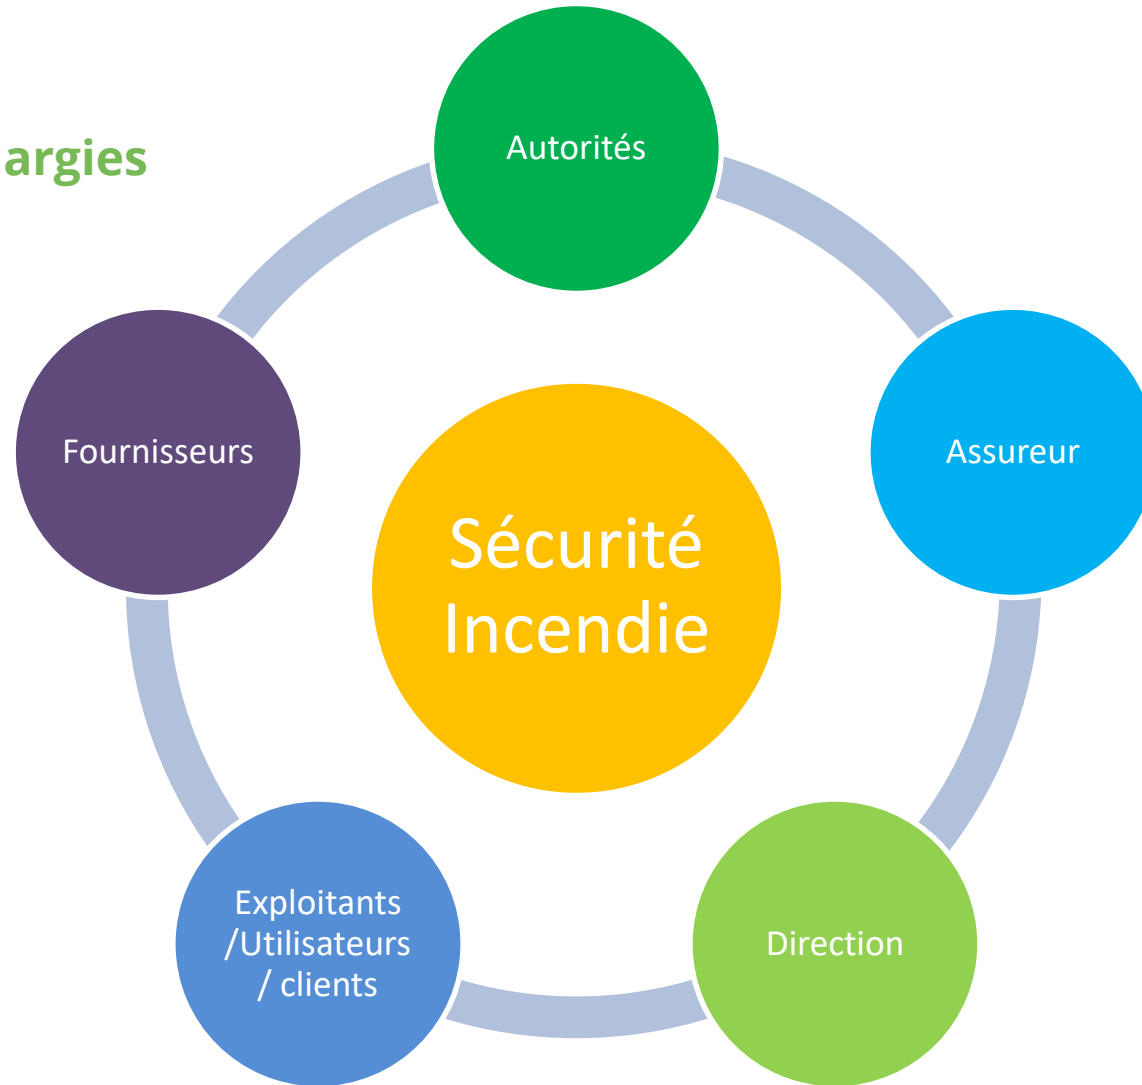 argies
Autorités
Fournisseurs
Assureur
Sécurité
Incendie
Exploitants
/Utilisateurs
/ clients
Direction